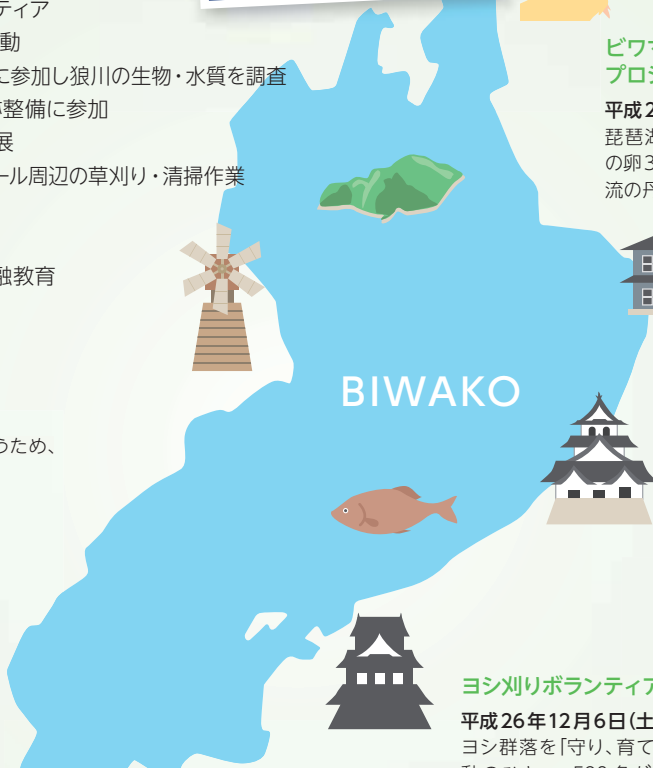 ティア
動
に参加し狼川の生物・水質を調査
整備に参加
展
ール周辺の草刈り・清掃作業
融教育
うため、
ビワ
プロジ
平成2
琵琶湖
の卵3
流の丹
BIWAKO
ヨシ刈りボランティア
平成26年12月6日(土
ヨシ群落を「守り、育て